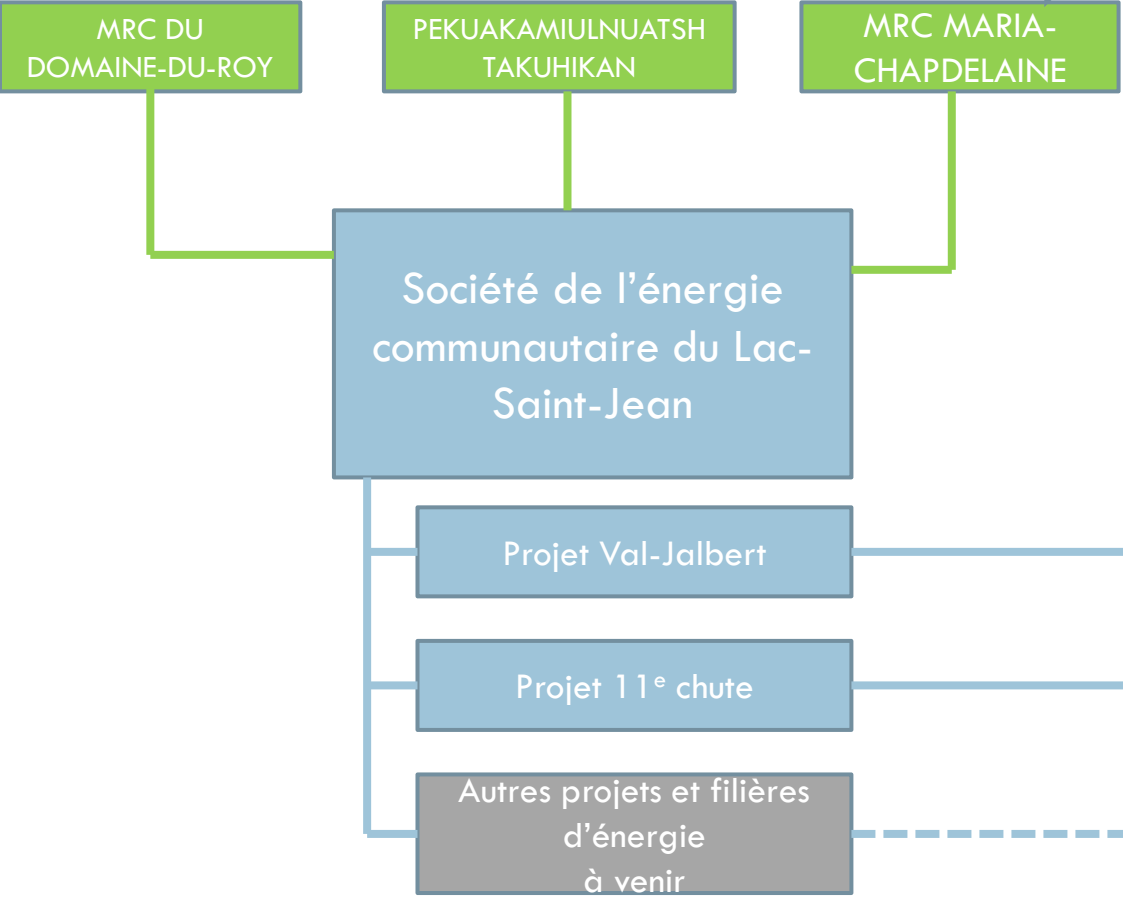 MRC DU
DOMAINE-DU-ROY
PEKUAKAMIULNUATSH
TAKUHIKAN
MRC MARIA-
CHAPDELAINE
Société de l'énergie
communautaire du Lac-
Saint-Jean
Projet Val-Jalbert
Projet 11e chute
Autres projets et filières
d'énergie
à venir